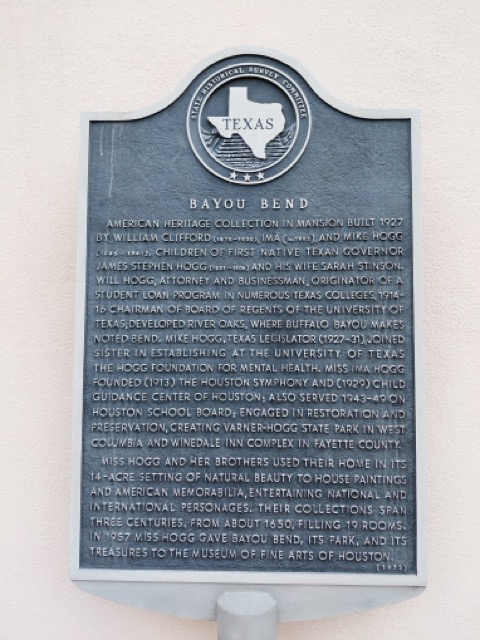 STATE HISTORICAL SURVEY COMMITTEE
TEXAS
BAYOU BEND
AMERICAN HERITAGE COLLECTION IN MANSION BUILT 1927
BY WILLIAM CLIFFORD (1875-1930), IMA (b. 1882), AND MIKE HOGG
(1885-1941), CHILDREN OF FIRST NATIVE TEXAN GOVERNOR
JAMES STEPHEN HOGG (1851-1906) AND HIS WIFE SARAH STINSON.
WILL HOGG, ATTORNEY AND BUSINESSMAN, ORIGINATOR OF A
STUDENT LOAN PROGRAM IN NUMEROUS TEXAS COLLEGES, 1914-
16 CHAIRMAN OF BOARD OF REGENTS OF THE UNIVERSITY OF
TEXAS, DEVELOPED RIVER OAKS, WHERE BUFFALO BAYOU MAKES
NOTED BEND. MIKE HOGG, TEXAS LEGISLATOR (1927-31), JOINED
SISTER IN ESTABLISHING AT THE UNIVERSITY OF TEXAS
THE HOGG FOUNDATION FOR MENTAL HEALTH. MISS IMA HOGG
FOUNDED (1913) THE HOUSTON SYMPHONY AND (1929) CHILD
GUIDANCE CENTER OF HOUSTON; ALSO SERVED 1943-49 ON
HOUSTON SCHOOL BOARD; ENGAGED IN RESTORATION AND
PRESERVATION, CREATING VARNER-HOGG STATE PARK IN WEST
COLUMBIA AND WINEDALE INN COMPLEX IN FAYETTE COUNTY.
MISS HOGG AND HER BROTHERS USED THEIR HOME IN ITS
14-ACRE SETTING OF NATURAL BEAUTY TO HOUSE PAINTINGS
AND AMERICAN MEMORABILIA, ENTERTAINING NATIONAL AND
INTERNATIONAL PERSONAGES. THEIR COLLECTIONS SPAN
THREE CENTURIES, FROM ABOUT 1650, FILLING 19 ROOMS.
IN 1957 MISS HOGG GAVE BAYOU BEND, ITS PARK, AND ITS
TREASURES TO THE MUSEUM OF FINE ARTS OF HOUSTON.
(1973)